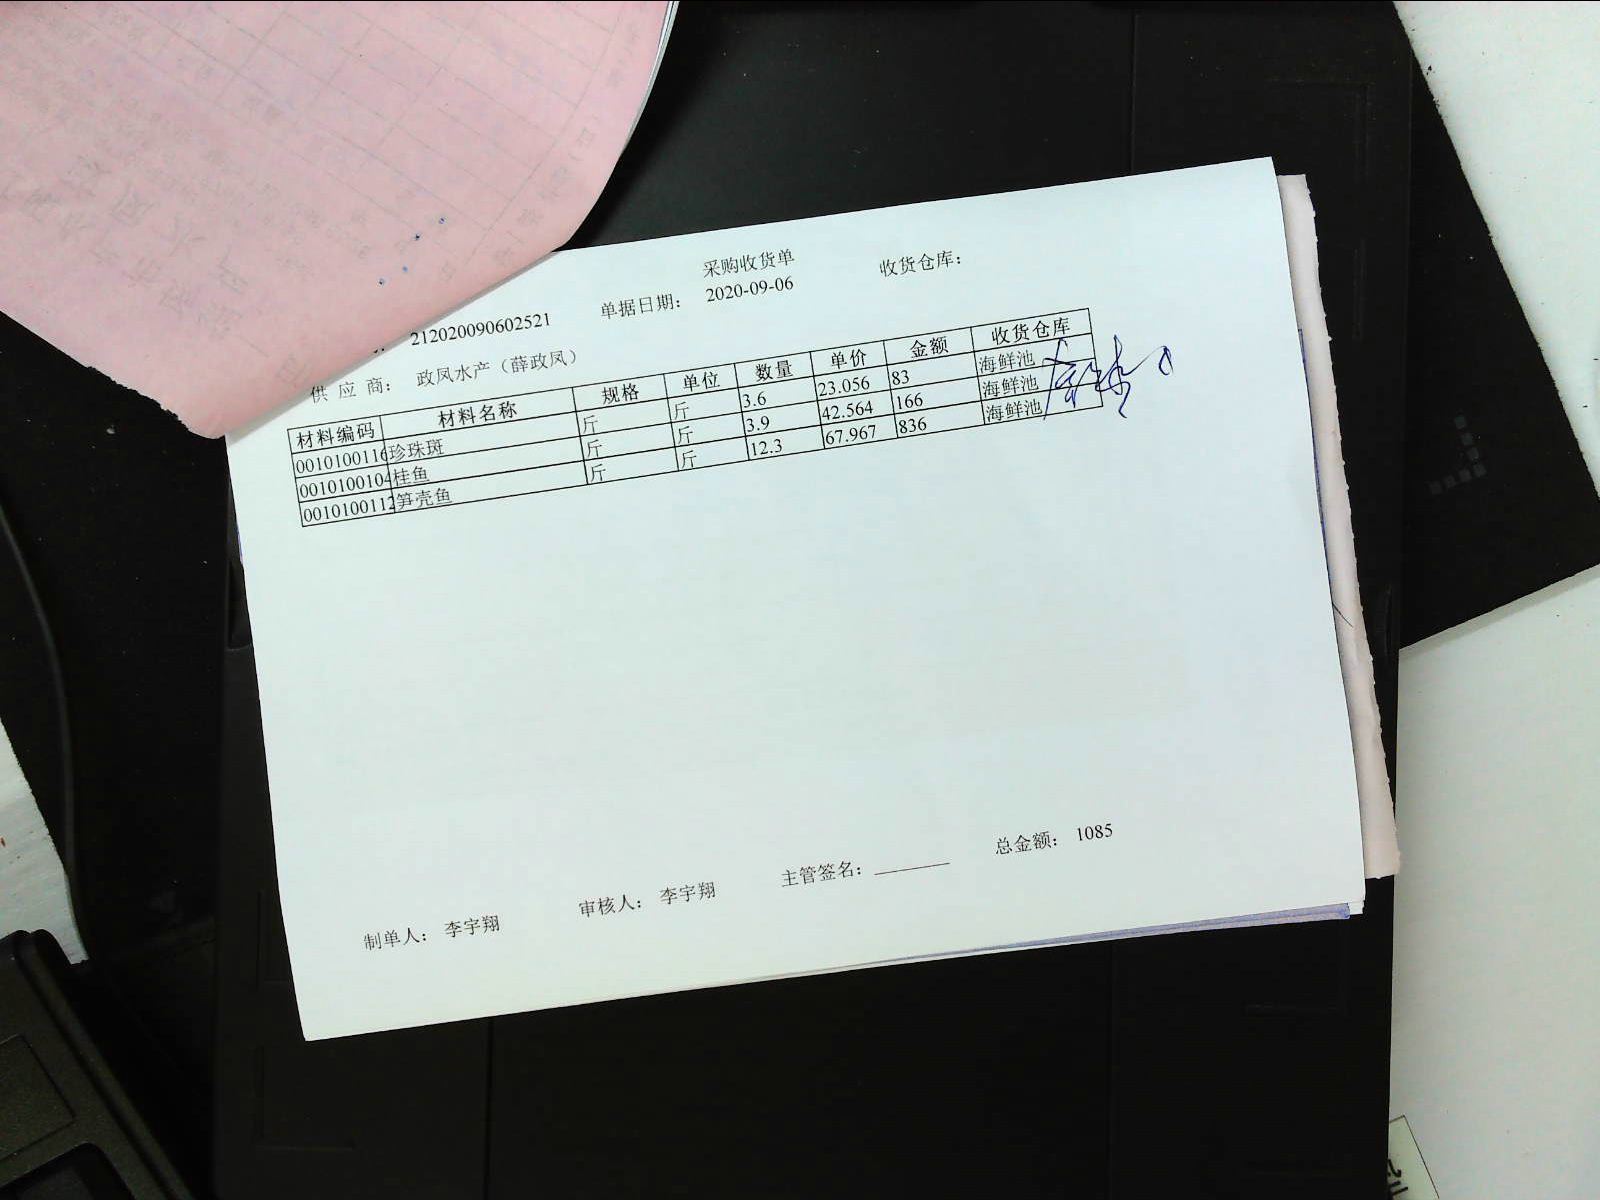 采购收货单
212020090602521 单据日期： 2020-09-06 收货仓库：
供 应 商： 政凤水产（薛政凤）
材料编码 材料名称 规格 单位 数量 单价 金额 收货仓库
0010100116 珍珠斑 斤 斤 3.6 23.056 83 海鲜池
0010100104 桂鱼 斤 斤 3.9 42.564 166 海鲜池
0010100112 笋壳鱼 斤 斤 12.3 67.967 836 海鲜池
制单人： 李宇翔 审核人： 李宇翔 主管签名： 总金额： 1085